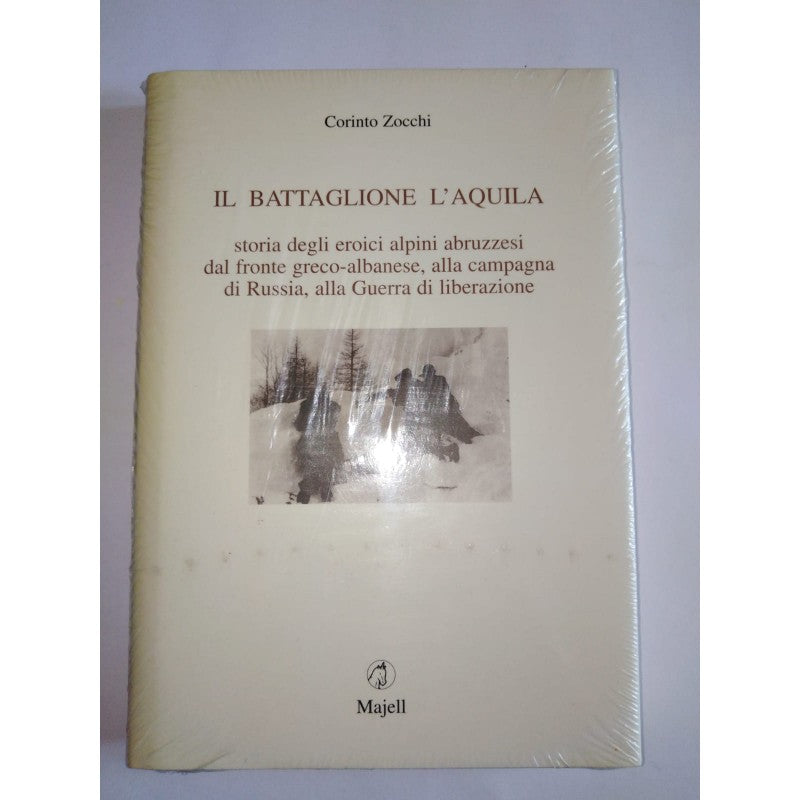 Corinto Zocchi
IL BATTAGLIONE L'AQUILA
storia degli eroici alpini abruzzesi
dal fronte greco-albanese, alla campagna
di Russia, alla Guerra di liberazione
Majell